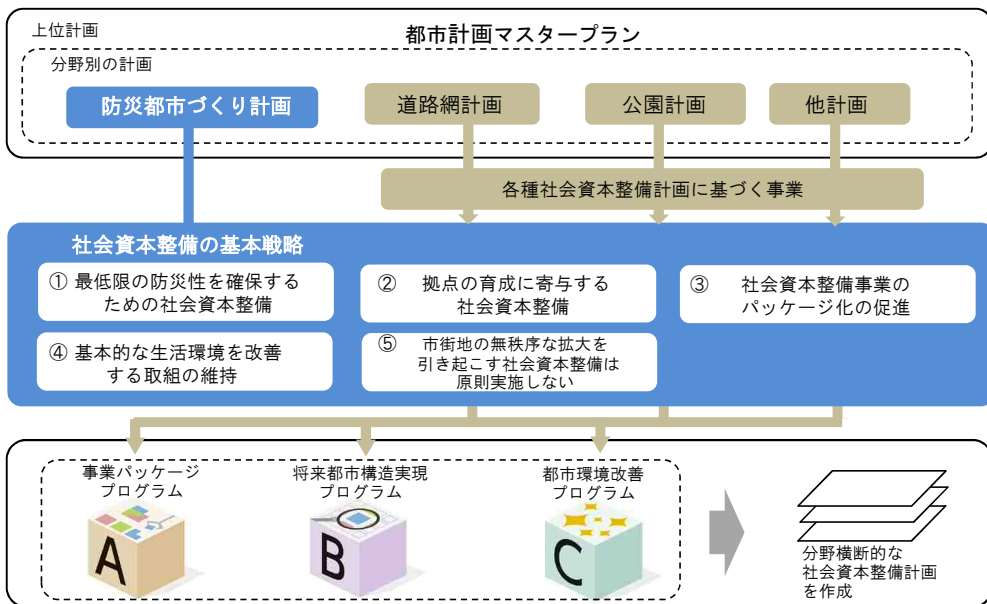 上位計画
都市計画マスタープラン
分野別の計画
防災都市づくり計画
道路網計画
公園計画
他計画
各種社会資本整備計画に基づく事業
社会資本整備の基本戦略
① 最低限の防災性を確保する
ための社会資本整備
② 拠点の育成に寄与する
社会資本整備
③ 社会資本整備事業の
パッケージ化の促進
④ 基本的な生活環境を改善
する取組の維持
⑤ 市街地の無秩序な拡大を
引き起こす社会資本整備は
原則実施しない
事業パッケージ
プログラム
将来都市構造実現
プログラム
都市環境改善
プログラム
A
B
C
分野横断的な
社会資本整備計画
を作成